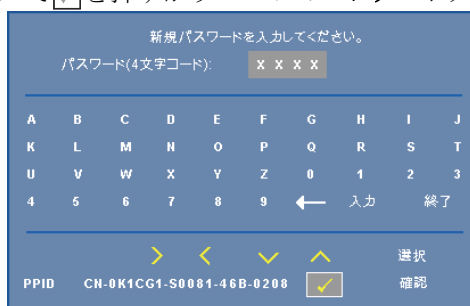 新規パスワードを入力してください。
パスワード(4文字コード): X X X X
A B C D E F G H I J
K L M N O P Q R S T
U V W X Y Z 0 1 2 3
4 5 6 7 8 9 ← 入力 終了
選択
PPID CN-0K1CG1-S0081-46B-0208 ✓ 確認